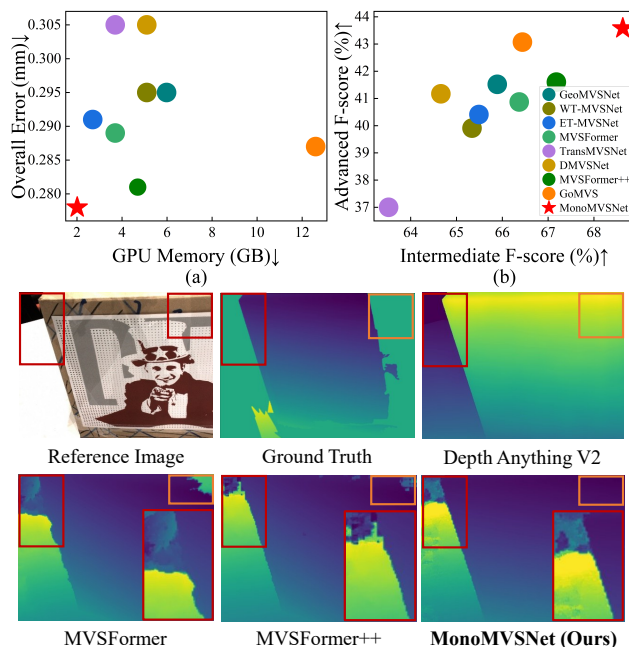 0.305
0.300
0.295
0.290
0.285
0.280
Overall Error (mm)↓
2 4 6 8 10 12
GPU Memory (GB)↓
(a)
44
43
42
41
40
39
38
37
Advanced F-score (%)↑
64 65 66 67 68
Intermediate F-score (%)↑
(b)
GeoMVSNet
WT-MVSNet
ET-MVSNet
MVSFormer
TransMVSNet
DMVSNet
MVSFormer++
GoMVS
MonoMVSNet
Reference Image
Ground Truth
Depth Anything V2
MVSFormer
MVSFormer++
MonoMVSNet (Ours)